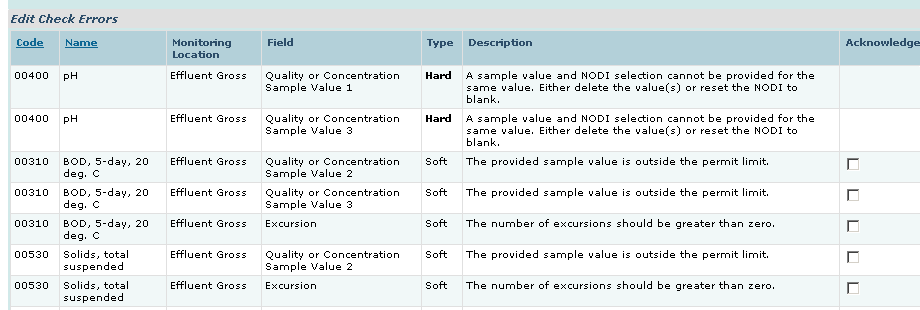 Edit Check Errors
Code Name Monitoring Location Field Type Description Acknowledge
00400 pH Effluent Gross Quality or Concentration Sample Value 1 Hard A sample value and NODI selection cannot be provided for the same value. Either delete the value(s) or reset the NODI to blank.
00400 pH Effluent Gross Quality or Concentration Sample Value 3 Hard A sample value and NODI selection cannot be provided for the same value. Either delete the value(s) or reset the NODI to blank.
00310 BOD, 5-day, 20 deg. C Effluent Gross Quality or Concentration Sample Value 2 Soft The provided sample value is outside the permit limit.
00310 BOD, 5-day, 20 deg. C Effluent Gross Quality or Concentration Sample Value 3 Soft The provided sample value is outside the permit limit.
00310 BOD, 5-day, 20 deg. C Effluent Gross Excursion Soft The number of excursions should be greater than zero.
00530 Solids, total suspended Effluent Gross Quality or Concentration Sample Value 2 Soft The provided sample value is outside the permit limit.
00530 Solids, total suspended Effluent Gross Excursion Soft The number of excursions should be greater than zero.